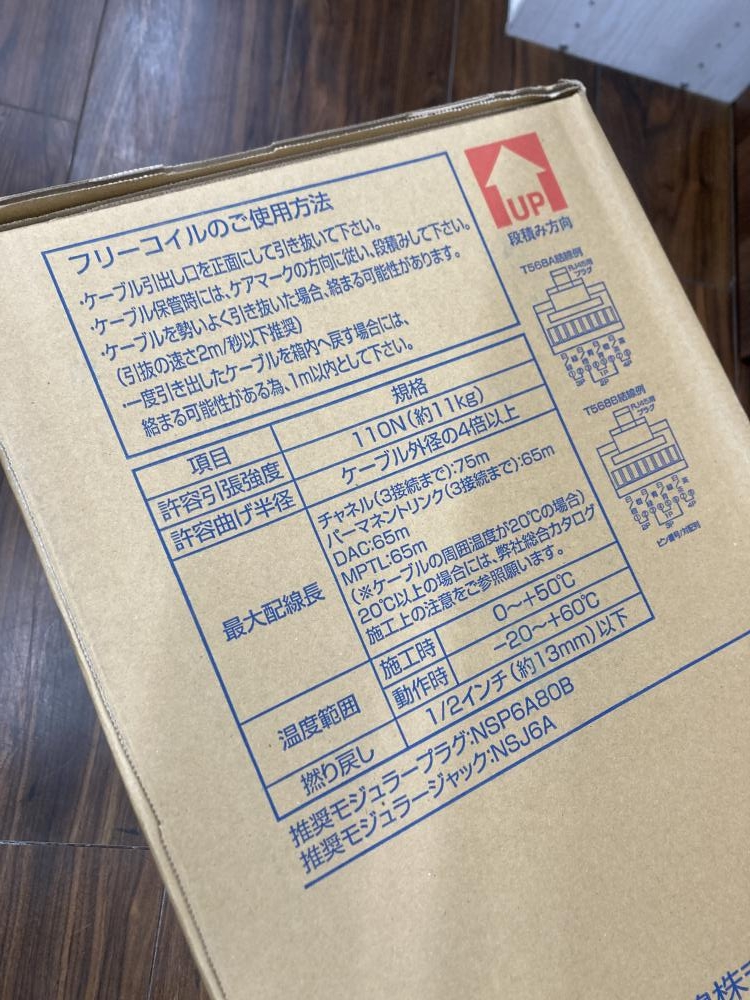 UP
段積み方向
フリーコイルのご使用方法
・ケーブル引出し口を正面にして引き抜いて下さい。
・ケーブル保管時には、ケアマークの方向に従い、段積みして下さい。
・ケーブルを勢いよく引き抜いた場合、絡まる可能性があります。
(引抜の速さ2m/秒以下推奨)
・一度引き出したケーブルを箱内へ戻す場合には、
絡まる可能性がある為、1m以内として下さい。
T568A結線例
RJ45用
プラグ
T568B結線例
RJ45用
プラグ
ピン番号/対配列
項目 規格
許容引張強度 110N(約11kg)
許容曲げ半径 ケーブル外径の4倍以上
最大配線長
チャネル(3接続まで):75m
パーマネントリンク(3接続まで):65m
DAC:65m
MPTL:65m
(※ケーブルの周囲温度が20℃の場合)
20℃以上の場合には、弊社総合カタログ
施工上の注意をご参照願います。
温度範囲
施工時 0~+50℃
動作時 -20~+60℃
撚り戻し 1/2インチ(約13mm)以下
推奨モジュラープラグ:NSP6A80B
推奨モジュラージャック:NSJ6A